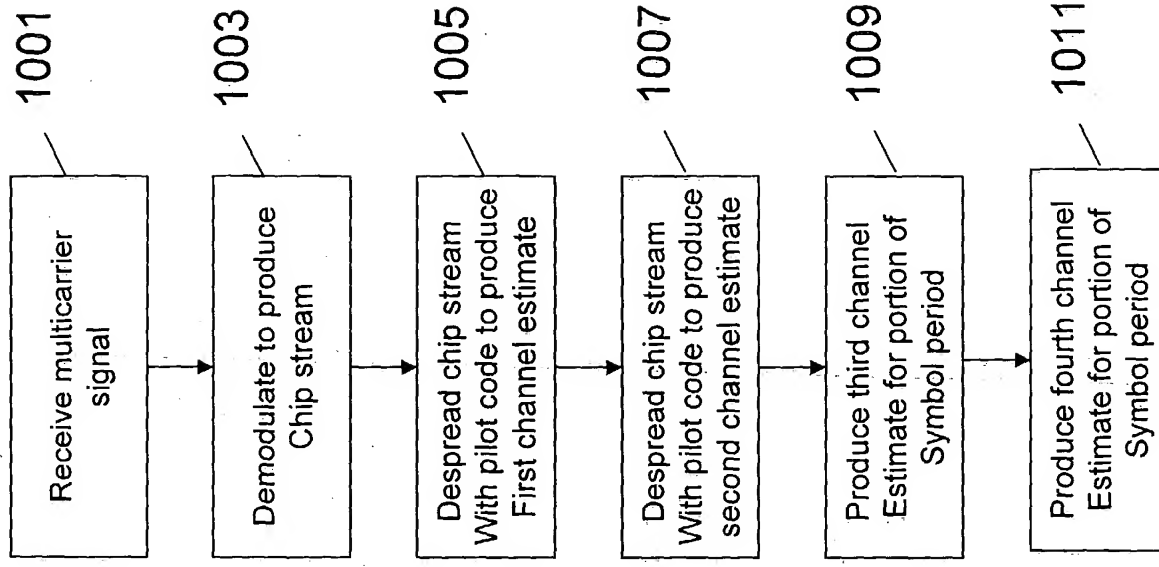 1001
Receive multicarrier
signal
1003
Demodulate to produce
Chip stream
1005
Despread chip stream
With pilot code to produce
First channel estimate
1007
Despread chip stream
With pilot code to produce
second channel estimate
1009
Produce third channel
Estimate for portion of
Symbol period
1011
Produce fourth channel
Estimate for portion of
Symbol period